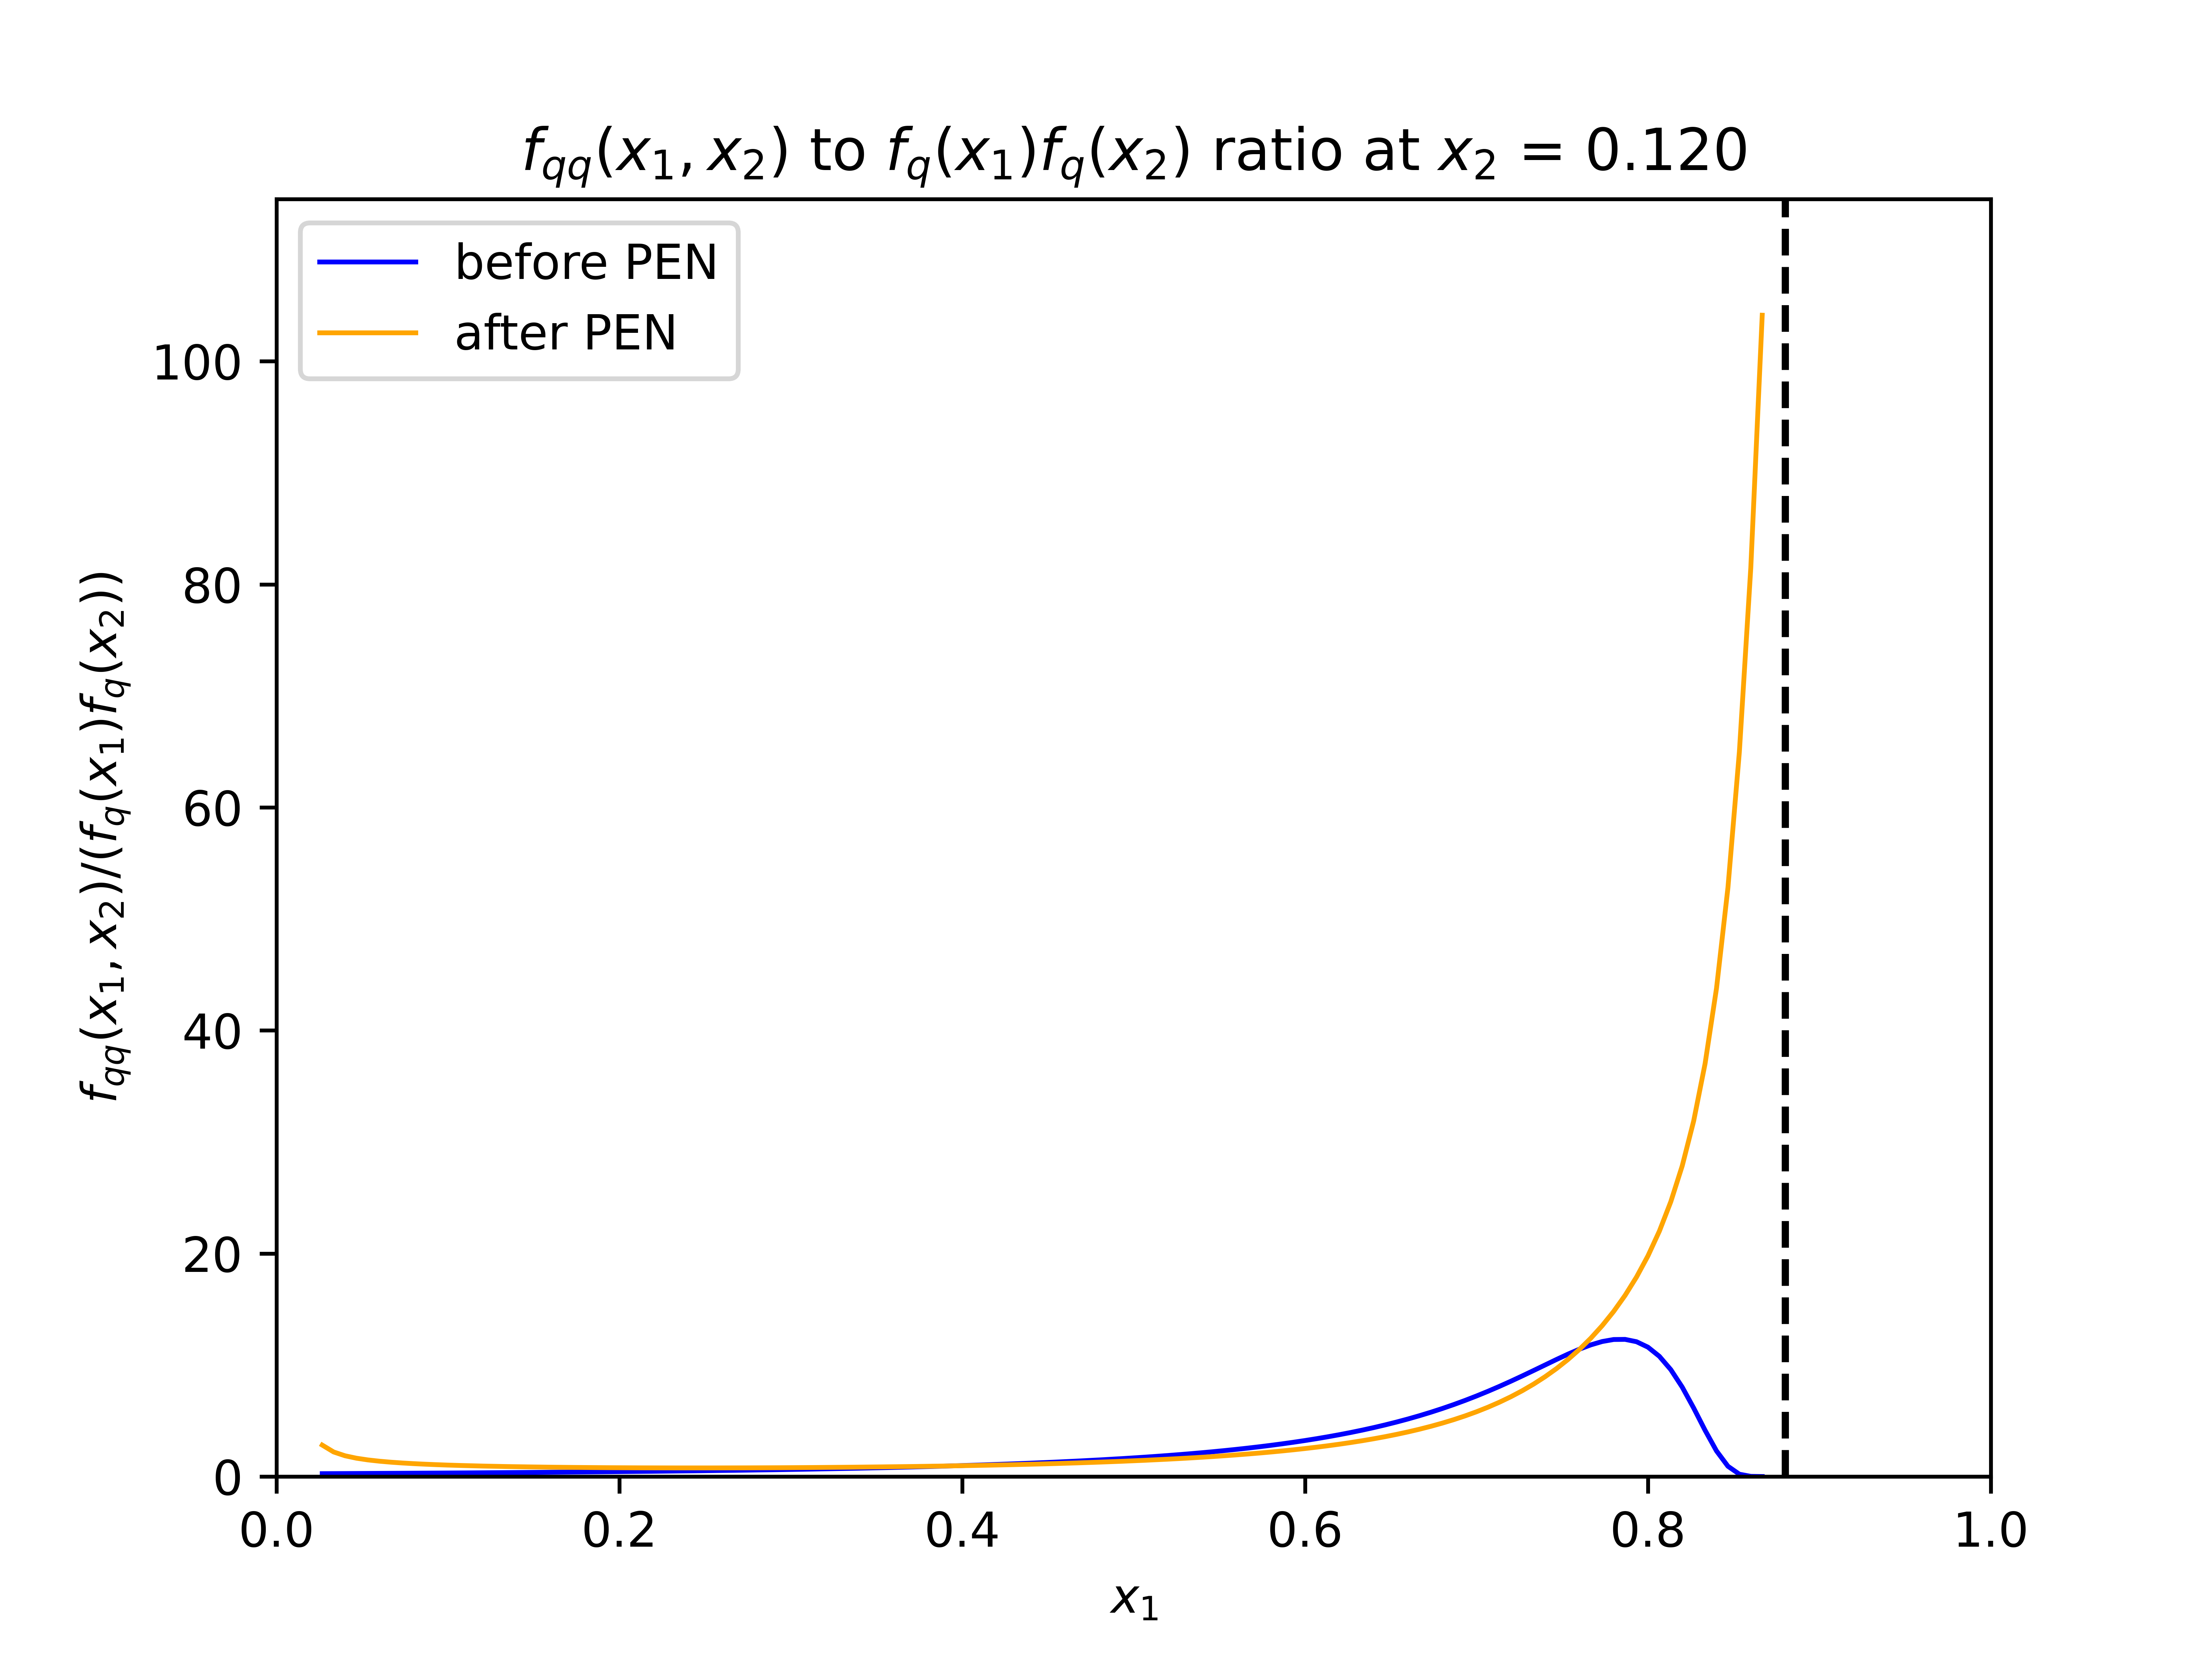 f_{qq}(x_1, x_2) to f_q(x_1)f_q(x_2) ratio at x_2 = 0.120
before PEN
after PEN
f_{qq}(x_1, x_2)/(f_q(x_1)f_q(x_2))
100
80
60
40
20
0
0.0 0.2 0.4 0.6 0.8 1.0
x_1